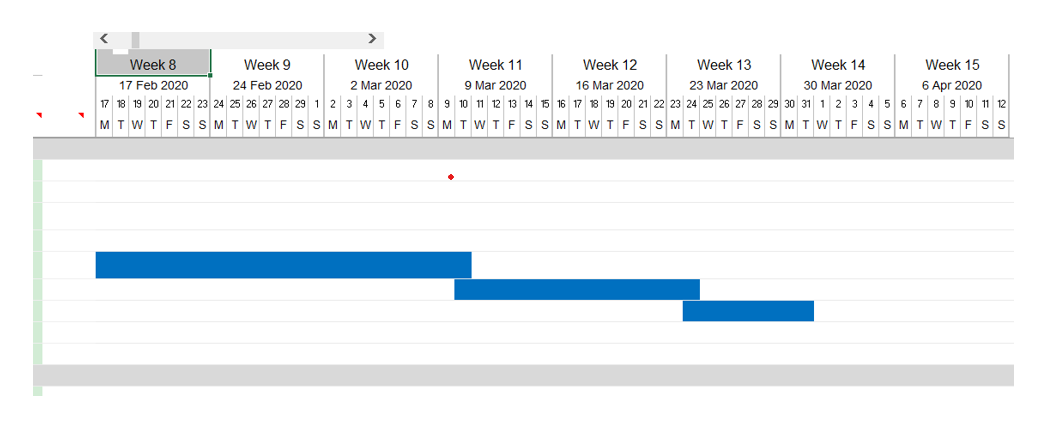 Week 8 Week 9 Week 10 Week 11 Week 12 Week 13 Week 14 Week 15
17 Feb 2020 24 Feb 2020 2 Mar 2020 9 Mar 2020 16 Mar 2020 23 Mar 2020 30 Mar 2020 6 Apr 2020
17 18 19 20 21 22 23 24 25 26 27 28 29 1 2 3 4 5 6 7 8 9 10 11 12 13 14 15 16 17 18 19 20 21 22 23 24 25 26 27 28 29 30 31 1 2 3 4 5 6 7 8 9 10 11 12
M T W T F S S M T W T F S S M T W T F S S M T W T F S S M T W T F S S M T W T F S S M T W T F S S M T W T F S S